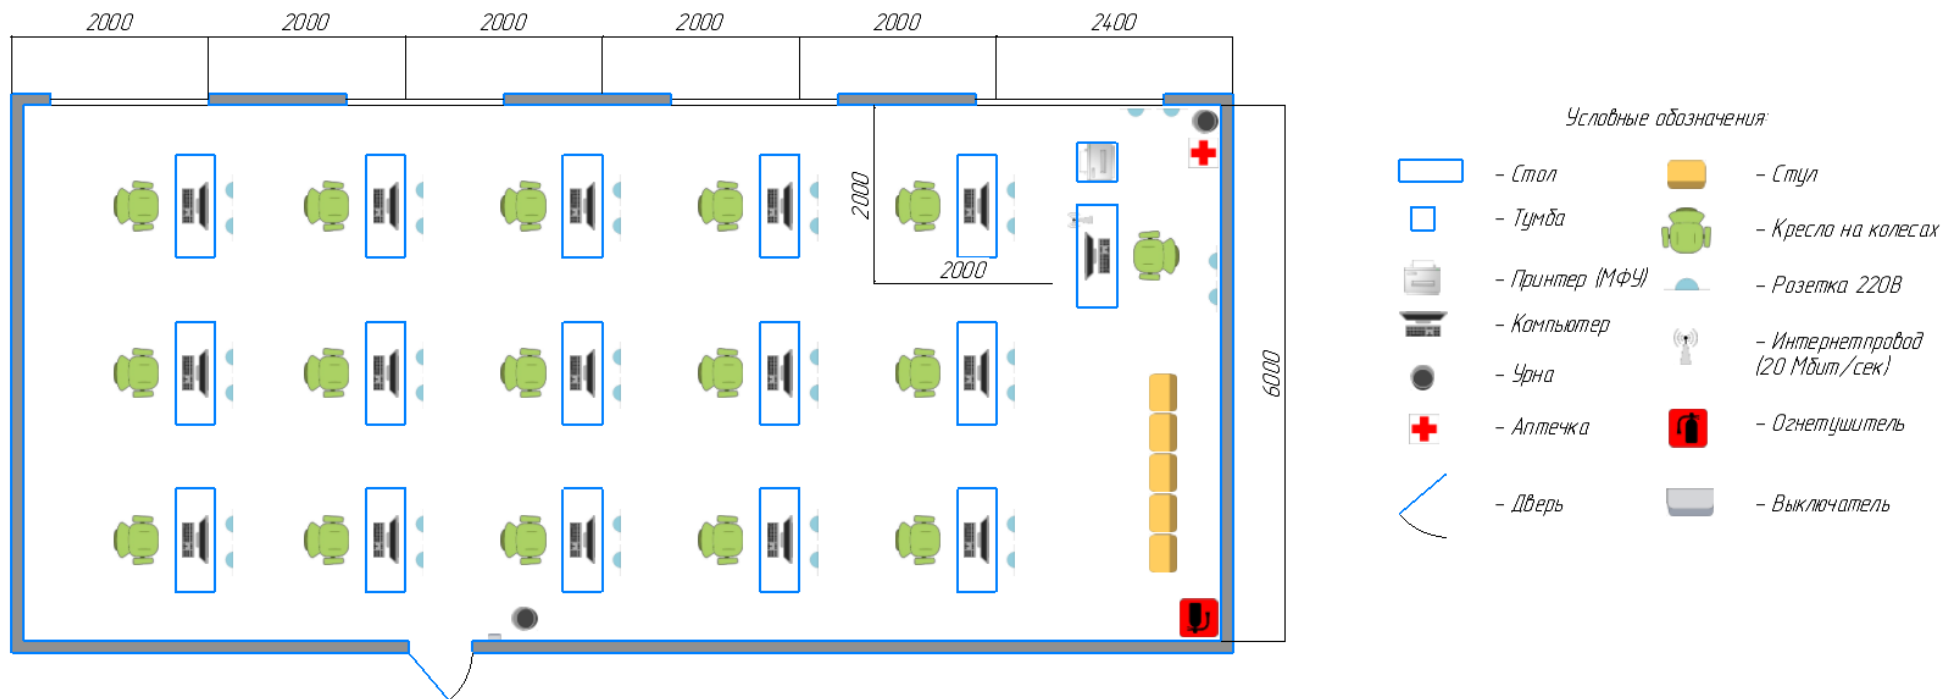 2000 2000 2000 2000 2000 2400
2000
2000
6000
Условные обозначения:
- Стол
- Тумба
- Принтер (МФУ)
- Компьютер
- Урна
- Аптечка
- Дверь
- Стул
- Кресло на колесах
- Розетка 220В
- Интернетпровод
(20 Мбит/сек)
- Огнетушитель
- Выключатель